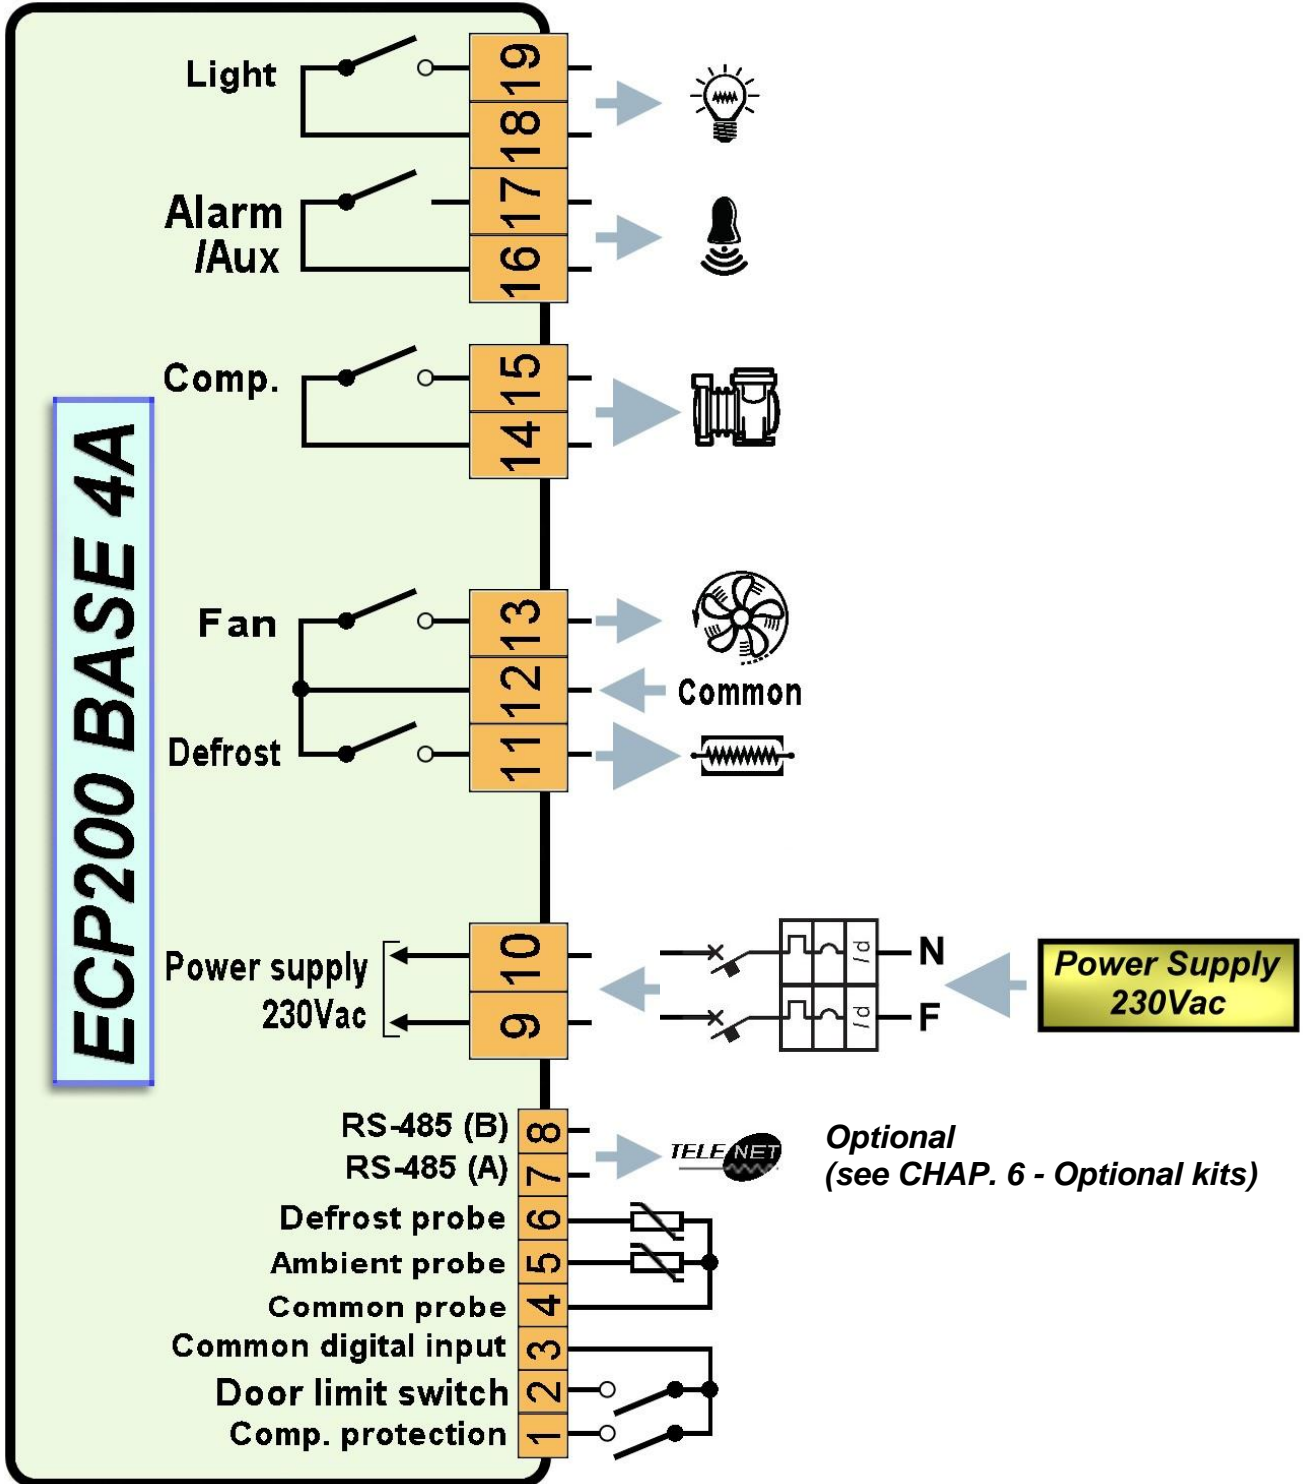 Light
19
18
Alarm
/Aux
17
16
Comp.
15
14
ECP200 BASE 4A
Fan
13
12
Common
Defrost
11
Power supply
230Vac
10
9
N
F
Id
Id
Power Supply
230Vac
RS-485 (B)
8
RS-485 (A)
7
TELE NET
Optional
(see CHAP. 6 - Optional kits)
Defrost probe
6
Ambient probe
5
Common probe
4
Common digital input
3
Door limit switch
2
Comp. protection
1